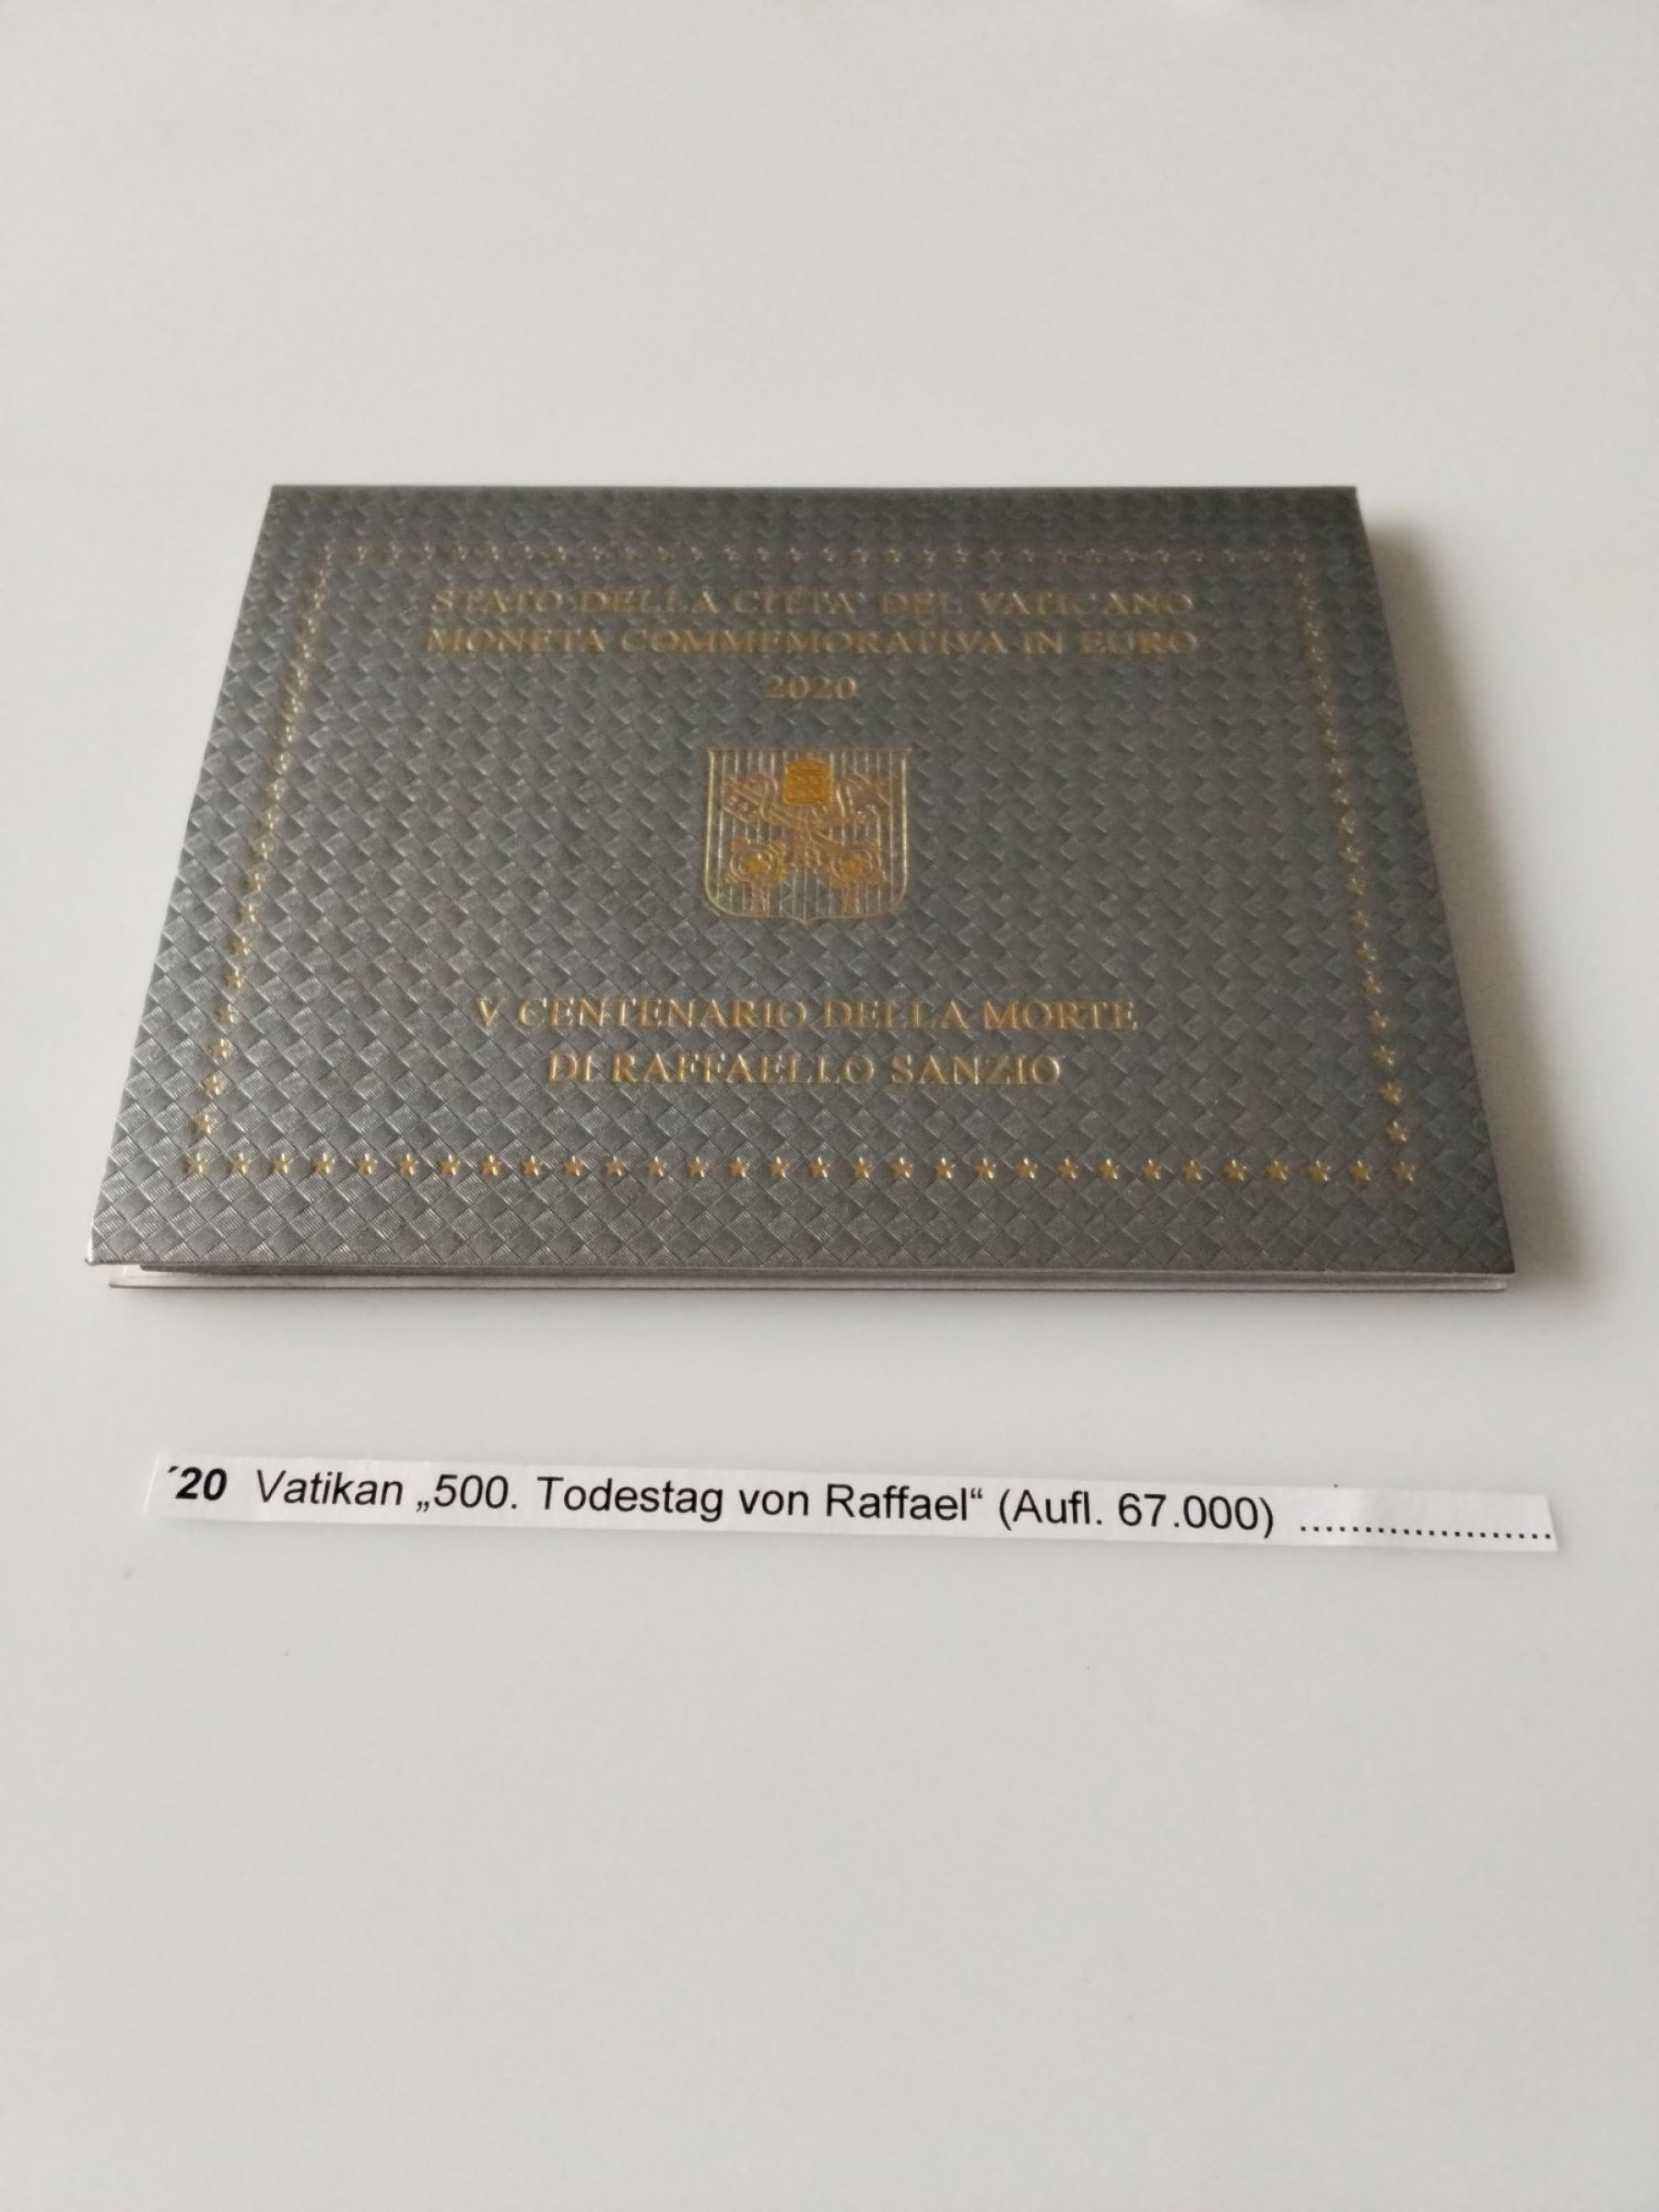 STATO DELLA CITTA' DEL VATICANO
MONETA COMMEMORATIVA IN EURO
2020
V CENTENARIO DELLA MORTE
DI RAFFAELLO SANZIO
´20 Vatikan „500. Todestag von Raffael“ (Aufl. 67.000) ....................